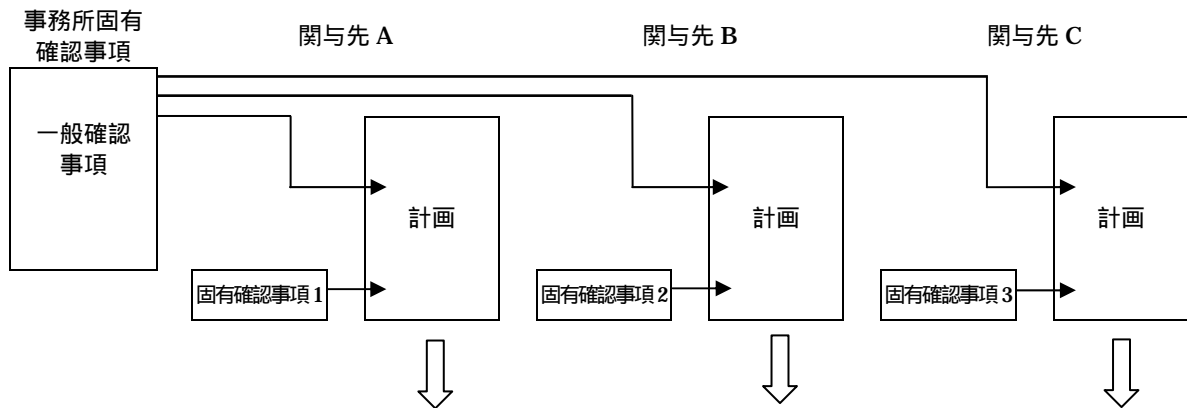 事務所固有
確認事項
関与先 A
関与先 B
関与先 C
一般確認
事項
計画
計画
計画
固有確認事項 1
固有確認事項 2
固有確認事項 3